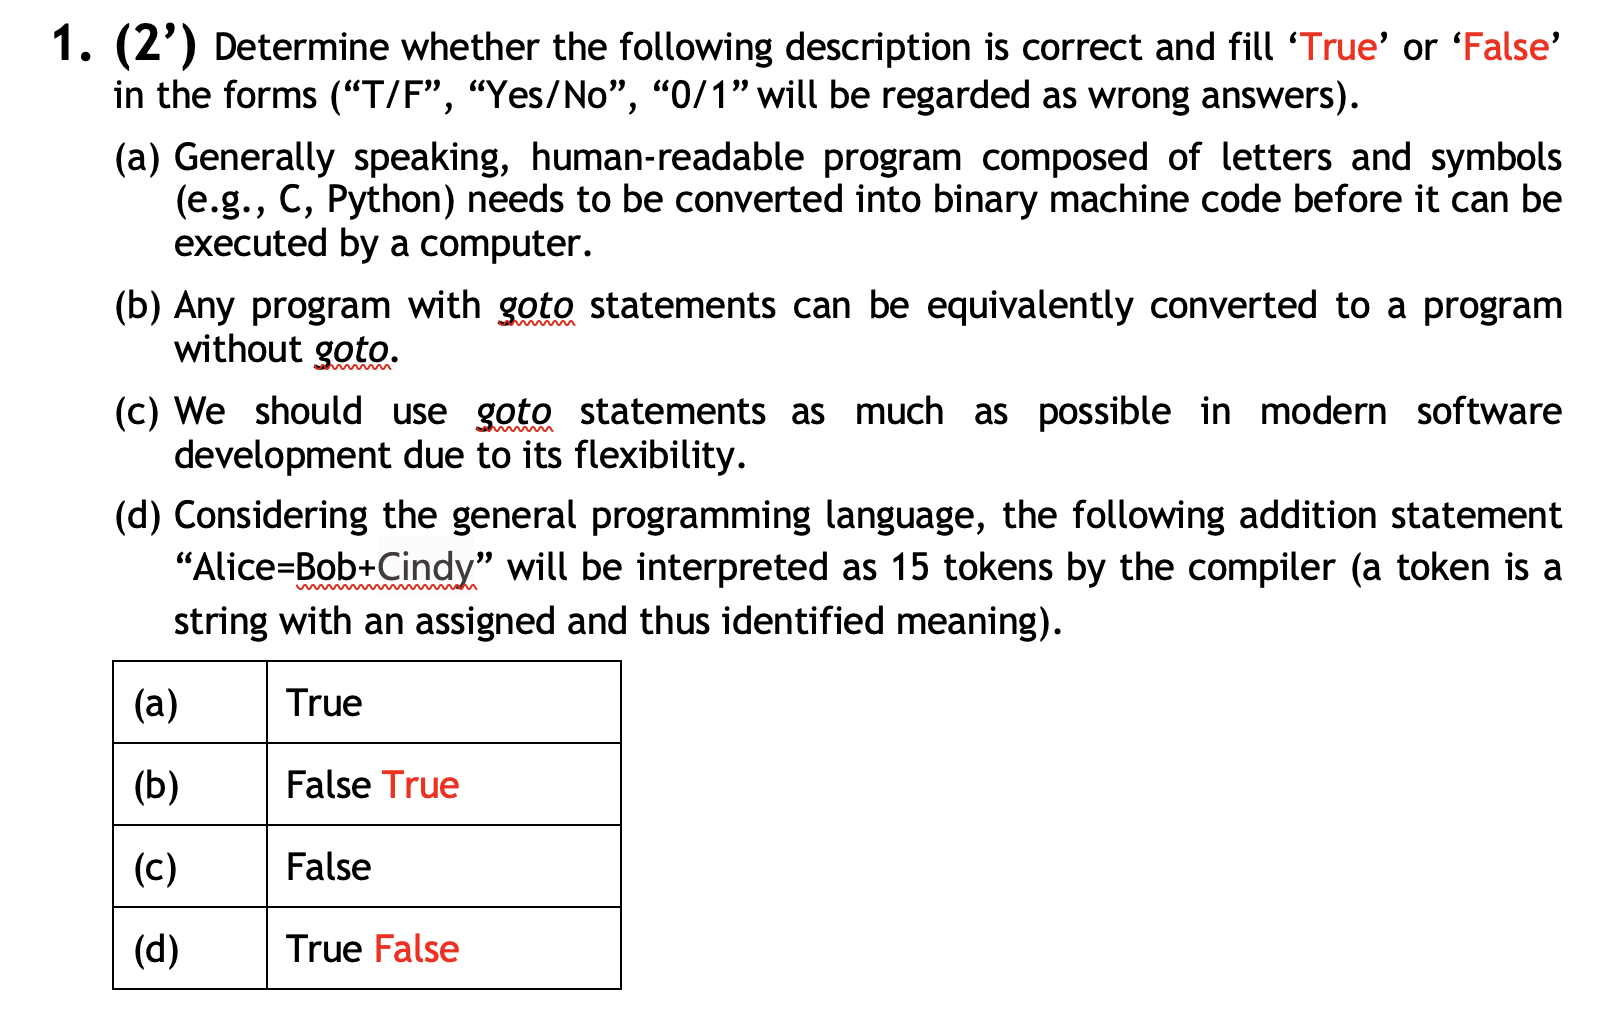 1. (2’) Determine whether the following description is correct and fill ‘True’ or ‘False’
in the forms (“T/F”, “Yes/No”, “0/1” will be regarded as wrong answers).
(a) Generally speaking, human-readable program composed of letters and symbols
(e.g., C, Python) needs to be converted into binary machine code before it can be
executed by a computer.
(b) Any program with goto statements can be equivalently converted to a program
without goto.
(c) We should use goto statements as much as possible in modern software
development due to its flexibility.
(d) Considering the general programming language, the following addition statement
“Alice=Bob+Cindy” will be interpreted as 15 tokens by the compiler (a token is a
string with an assigned and thus identified meaning).
(a) True
(b) False True
(c) False
(d) True False